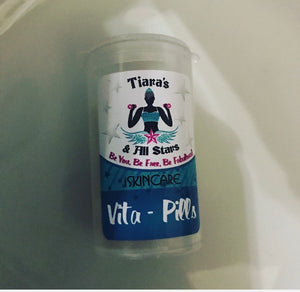 Tiara's
& All Stars
Be You, Be Free, Be Fabulous!
SKINCARE
Vita - Pills